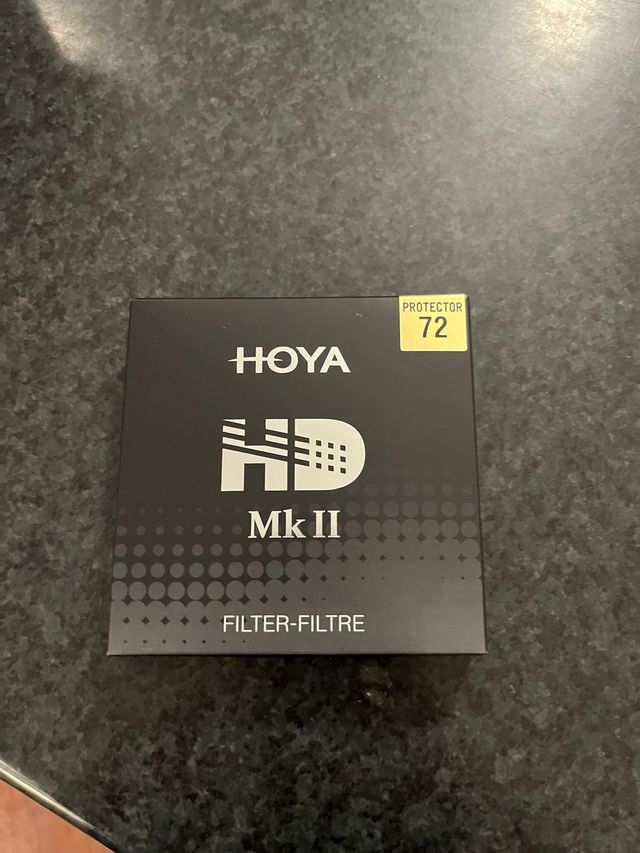 PROTECTOR
72
HOYA
HD
Mk II
FILTER-FILTRE